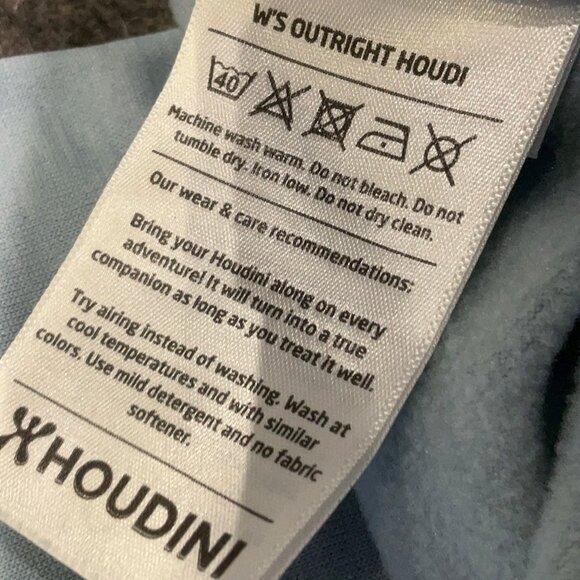 W'S OUTRIGHT HOUDI
40
Machine wash warm. Do not bleach. Do not
tumble dry. Iron low. Do not dry clean.
Our wear & care recommendations:
Bring your Houdini along on every
adventure! It will turn into a true
companion as long as you treat it well.
Try airing instead of washing. Wash at
cool temperatures and with similar
colors. Use mild detergent and no fabric
softener.
HOUDINI